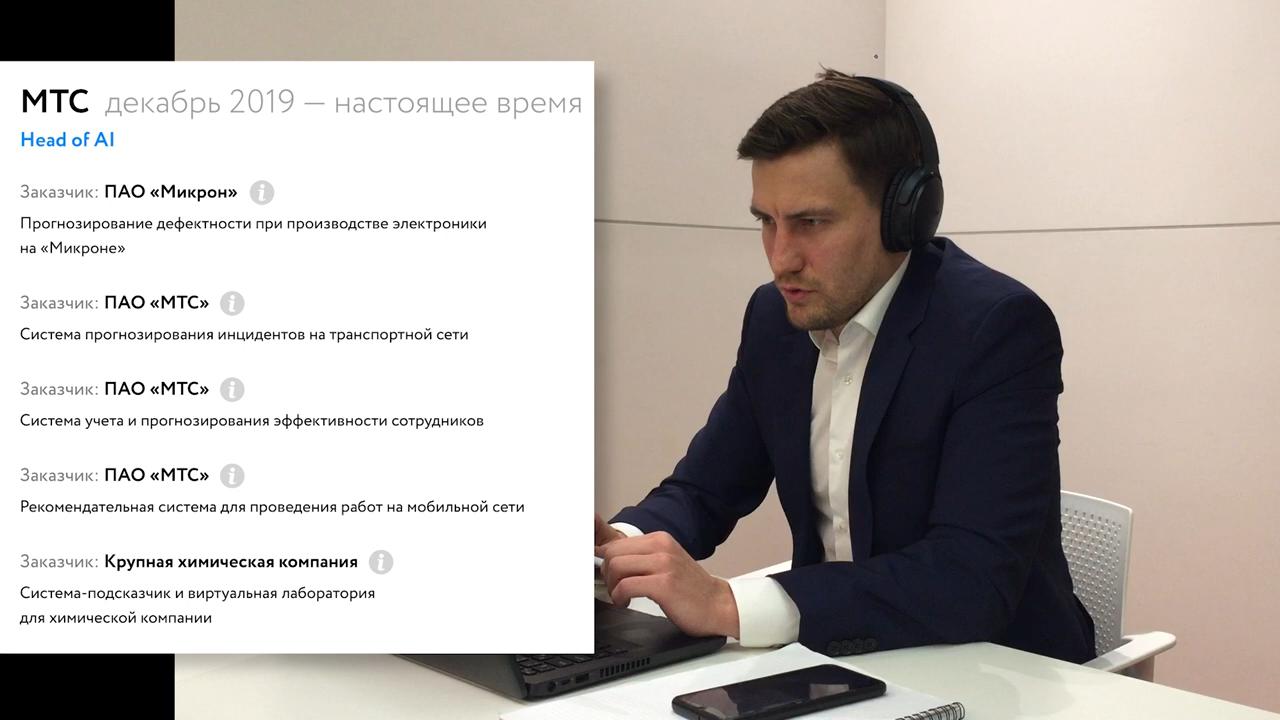 МТС декабрь 2019 — настоящее время
Head of AI
Заказчик: ПАО «Микрон»
Прогнозирование дефектности при производстве электроники
на «Микроне»
Заказчик: ПАО «МТС»
Система прогнозирования инцидентов на транспортной сети
Заказчик: ПАО «МТС»
Система учета и прогнозирования эффективности сотрудников
Заказчик: ПАО «МТС»
Рекомендательная система для проведения работ на мобильной сети
Заказчик: Крупная химическая компания
Система-подсказчик и виртуальная лаборатория
для химической компании